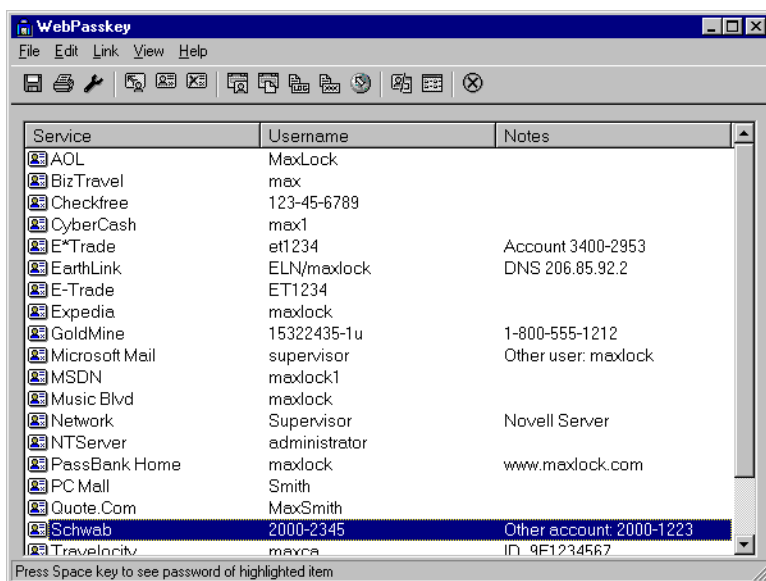 WebPasskey
File Edit Link View Help
Service Username Notes
AOL MaxLock
BizTravel max
Checkfree 123-45-6789
CyberCash max1
E*Trade et1234 Account 3400-2953
EarthLink ELN/maxlock DNS 206.85.92.2
E-Trade ET1234
Expedia maxlock
GoldMine 15322435-1u 1-800-555-1212
Microsoft Mail supervisor Other user: maxlock
MSDN maxlock1
Music Blvd maxlock
Network Supervisor Novell Server
NTServer administrator
PassBank Home maxlock www.maxlock.com
PC Mall Smith
Quote.Com MaxSmith
Schwab 2000-2345 Other account: 2000-1223
Travelocity maxca ID 9E1234567
Press Space key to see password of highlighted item